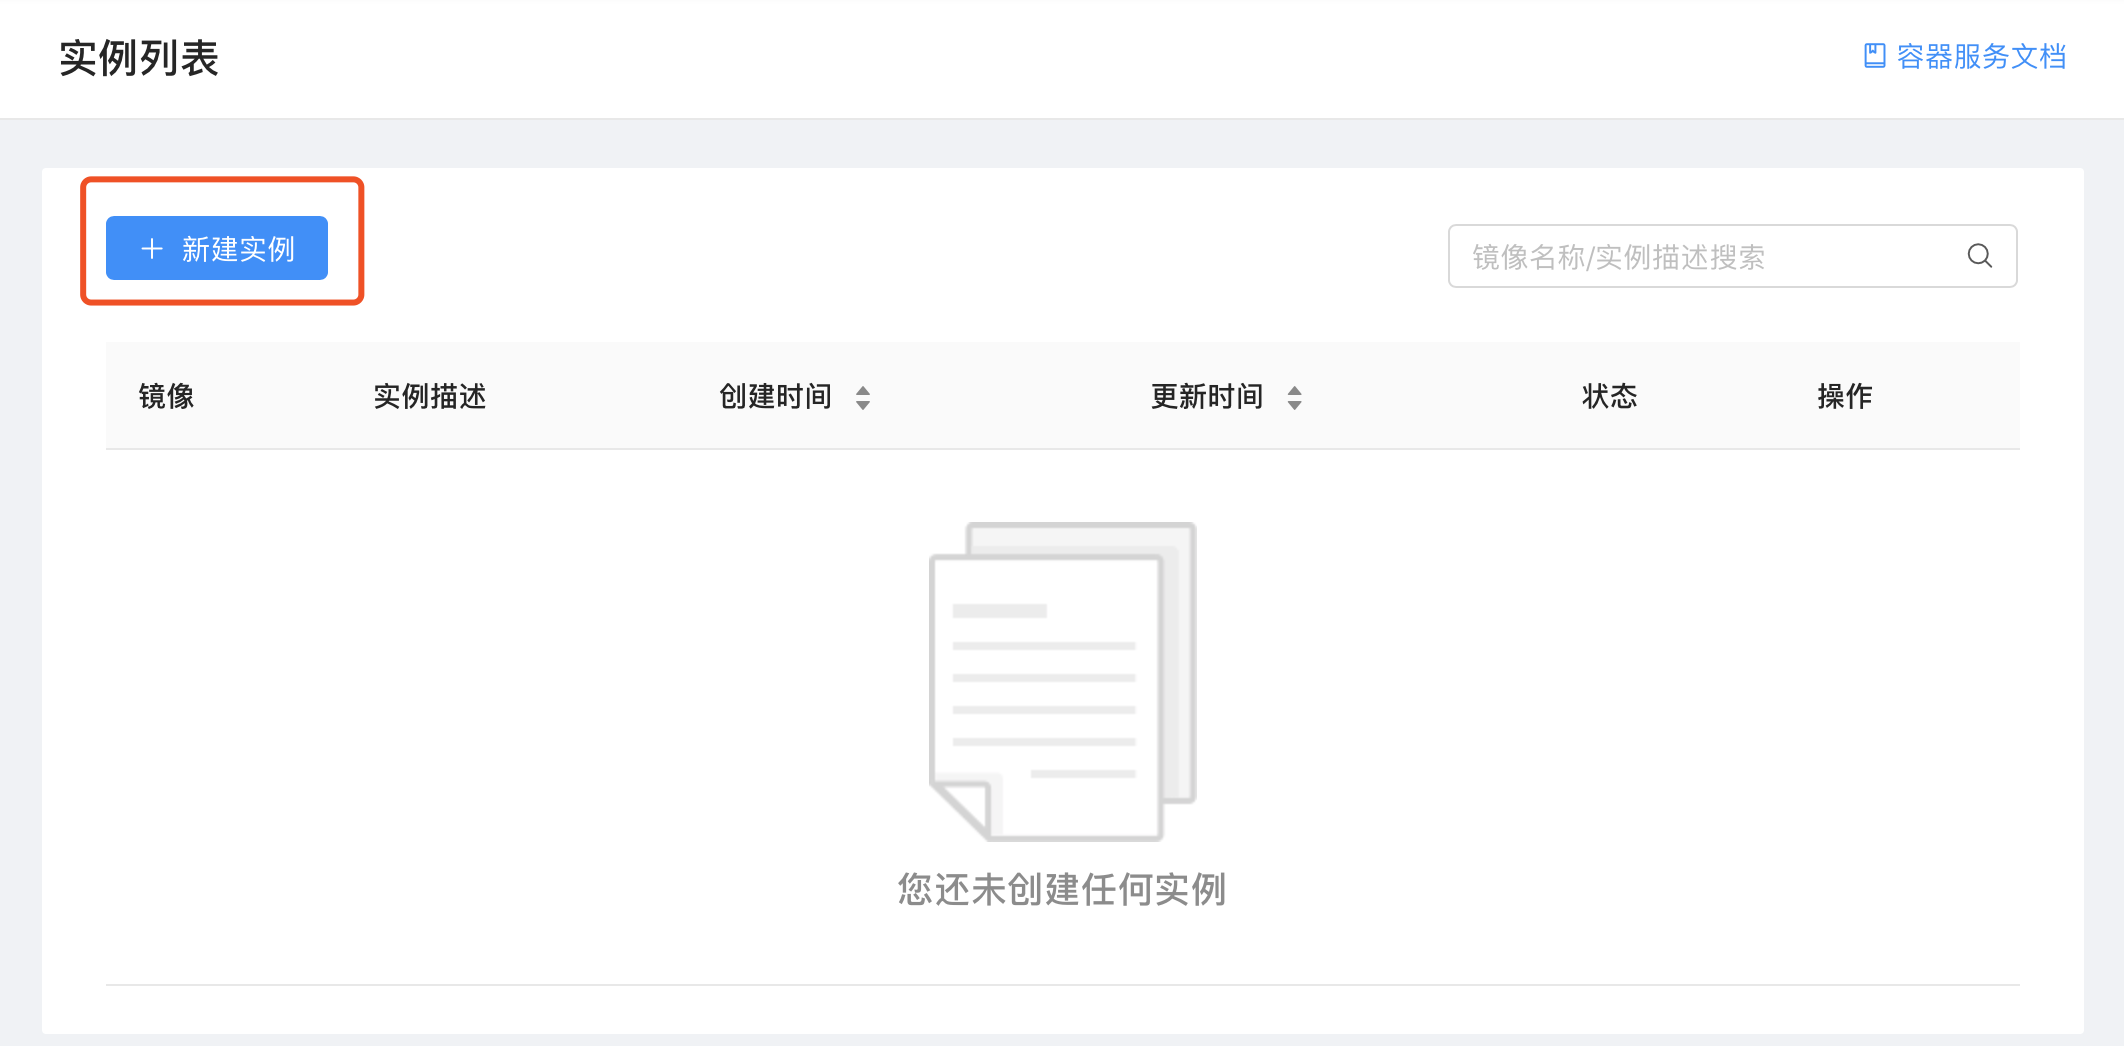 实例列表
容器服务文档
+ 新建实例
镜像名称/实例描述搜索
镜像 实例描述 创建时间 更新时间 状态 操作
您还未创建任何实例